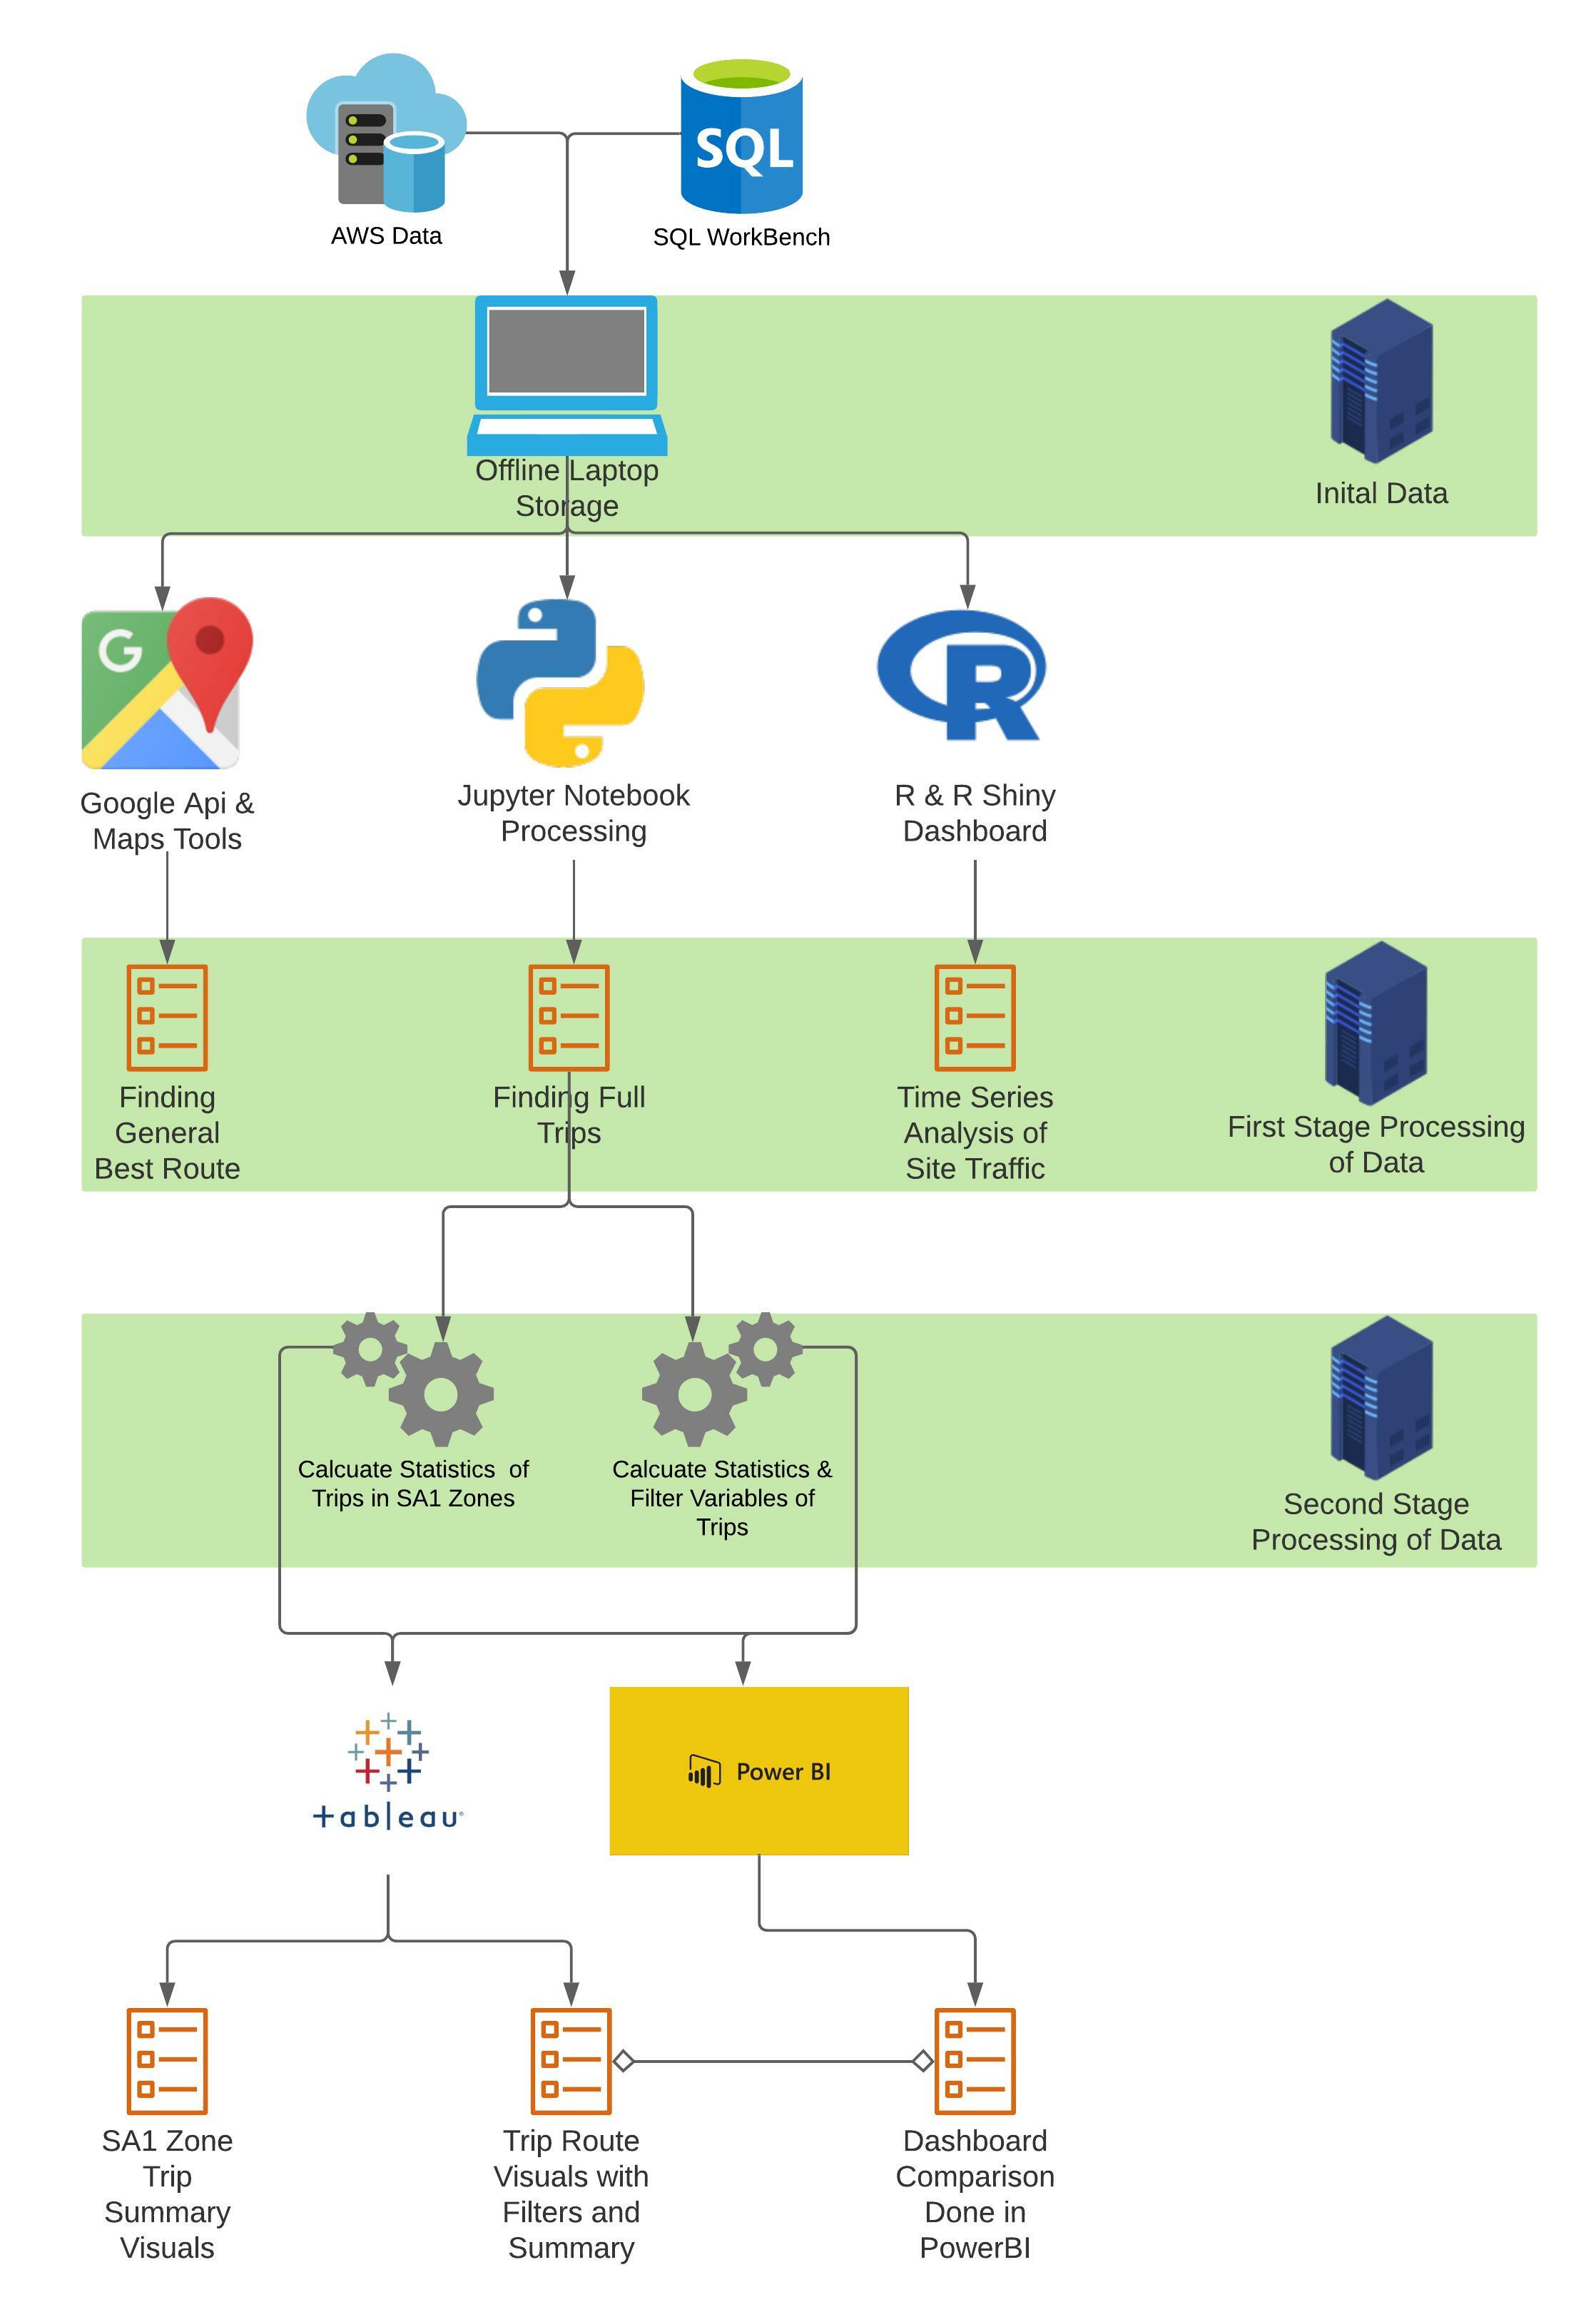 AWS Data
SQL
SQL WorkBench
Offline Laptop
Storage
Inital Data
G
Google Api &
Maps Tools
Jupyter Notebook
Processing
R
R & R Shiny
Dashboard
Finding
General
Best Route
Finding Full
Trips
Time Series
Analysis of
Site Traffic
First Stage Processing
of Data
Calcuate Statistics  of
Trips in SA1 Zones
Calcuate Statistics &
Filter Variables of
Trips
Second Stage
Processing of Data
+ableau®
Power BI
SA1 Zone
Trip
Summary
Visuals
Trip Route
Visuals with
Filters and
Summary
Dashboard
Comparison
Done in
PowerBI